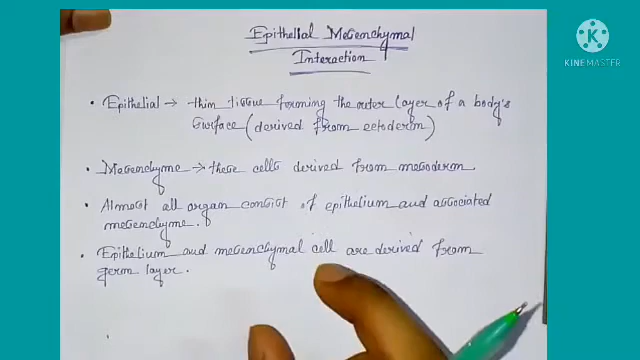 Epithelial Mesenchymal
Interaction
KINEMASTER
• Epithelial → thin tissue forming the outer layer of a body's
surface (derived from ectoderm)
• Mesenchyme → these cells derived from mesoderm.
• Almost all organ consist of epithelium and associated
mesenchyme.
• Epithelium and mesenchymal cell are derived from
germ layer.